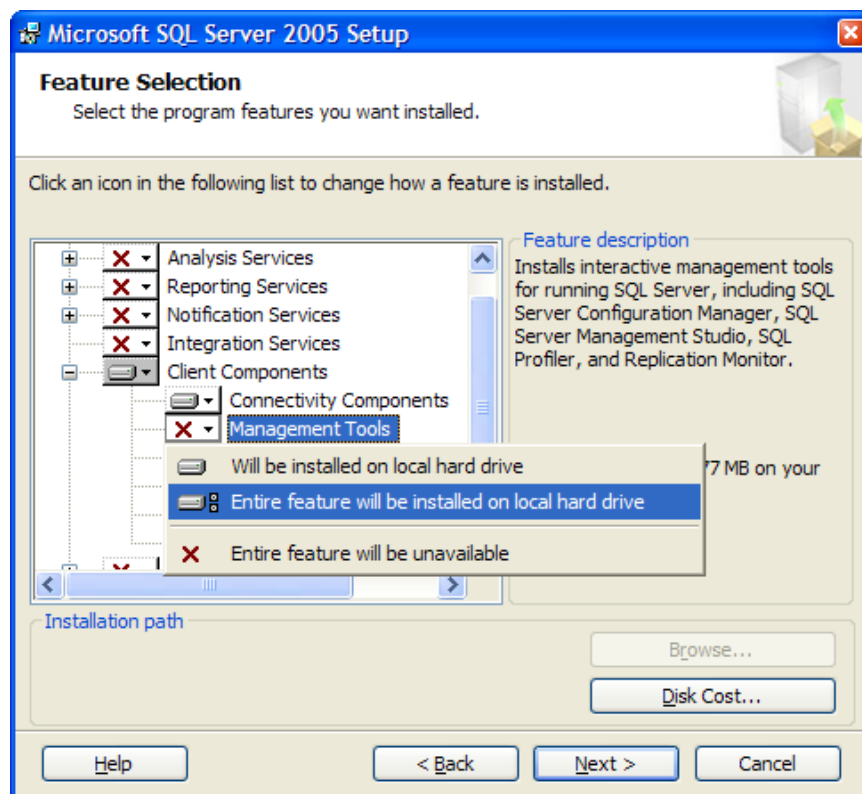 Microsoft SQL Server 2005 Setup
Feature Selection
Select the program features you want installed.
Click an icon in the following list to change how a feature is installed.
Analysis Services
Reporting Services
Notification Services
Integration Services
Client Components
Connectivity Components
Management Tools
Will be installed on local hard drive
Entire feature will be installed on local hard drive
Entire feature will be unavailable
Feature description
Installs interactive management tools
for running SQL Server, including SQL
Server Configuration Manager, SQL
Server Management Studio, SQL
Profiler, and Replication Monitor.
77 MB on your
Installation path
Browse...
Disk Cost...
Help
< Back
Next >
Cancel